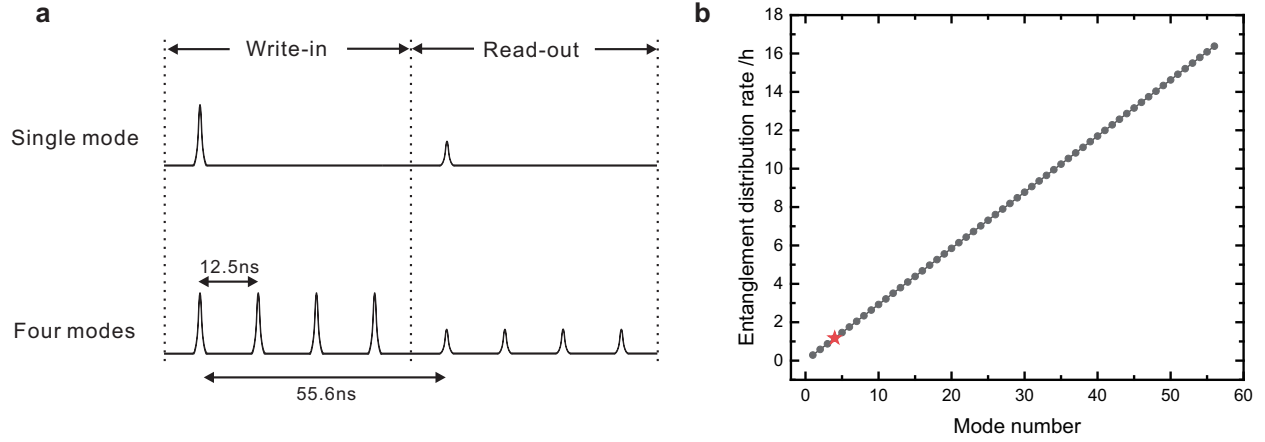 a
Write-in
Read-out
Single mode
12.5ns
Four modes
55.6ns
b
Entanglement distribution rate /h
18
16
14
12
10
8
6
4
2
0
0 10 20 30 40 50 60
Mode number